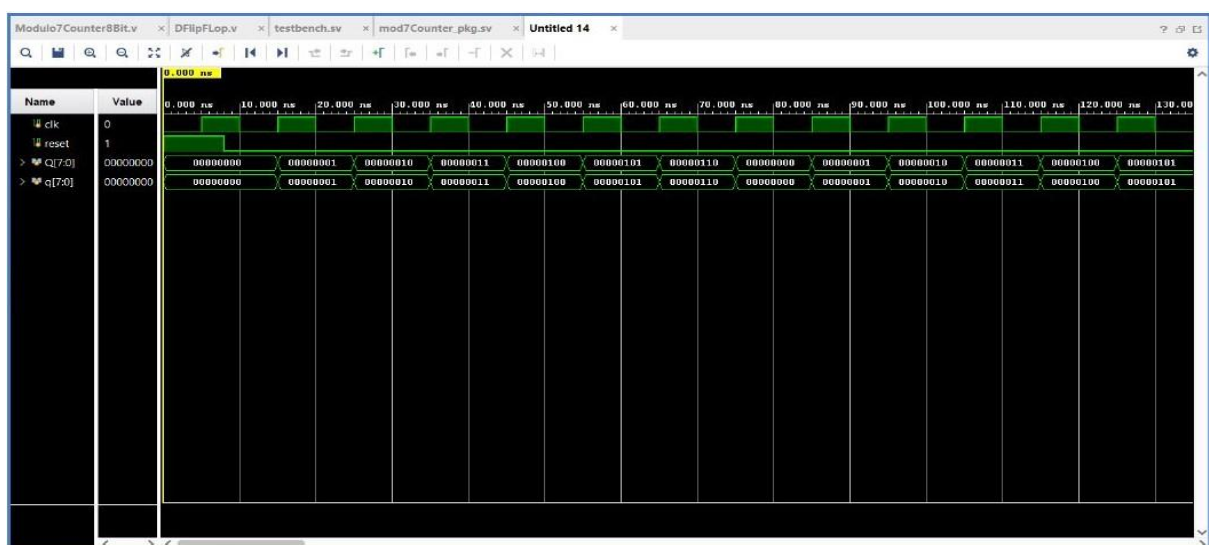 Modulo7Counter8Bit.v × DFlipFLop.v × testbench.sv × mod7Counter_pkg.sv × Untitled 14 ×
0.000 ns
Name Value 0.000 ns 10.000 ns 20.000 ns 30.000 ns 40.000 ns 50.000 ns 60.000 ns 70.000 ns 80.000 ns 90.000 ns 100.000 ns 110.000 ns 120.000 ns 130.00
clk 0
reset 1
Q[7:0] 00000000 00000000 00000001 00000010 00000011 00000100 00000101 00000110 00000000 00000001 00000010 00000011 00000100 00000101
q[7:0] 00000000 00000000 00000001 00000010 00000011 00000100 00000101 00000110 00000000 00000001 00000010 00000011 00000100 00000101